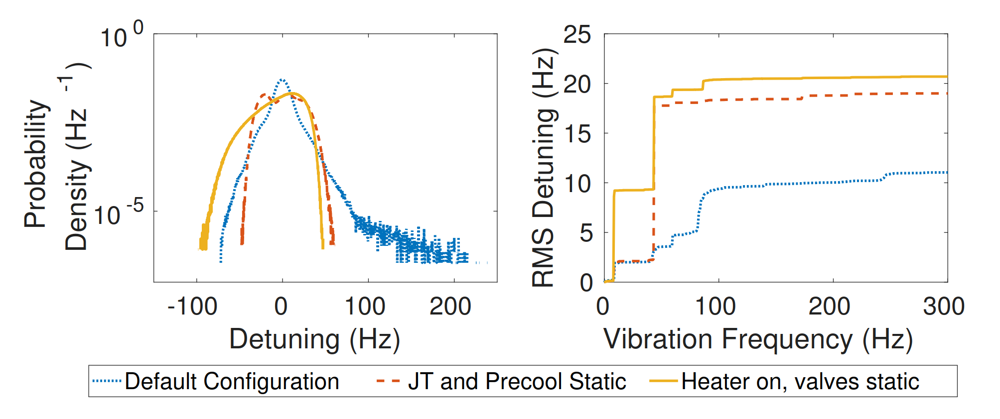 10 0
10 -5
Probability
Density (Hz -1)
-100 0 100 200
Detuning (Hz)
25
20
15
10
5
0
RMS Detuning (Hz)
0 100 200 300
Vibration Frequency (Hz)
Default Configuration JT and Precool Static Heater on, valves static